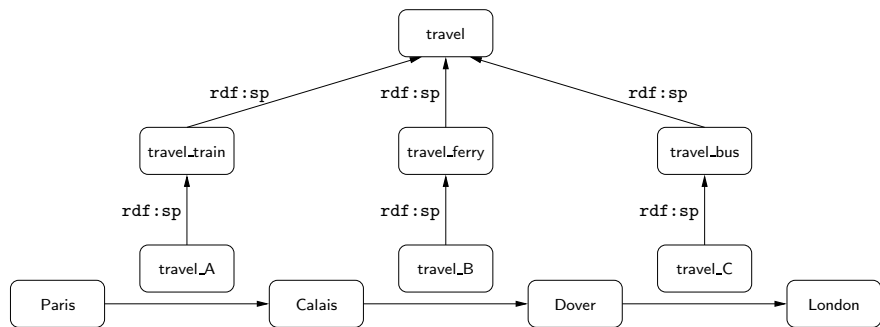 travel
rdf:sp rdf:sp rdf:sp
travel_train travel_ferry travel_bus
rdf:sp rdf:sp rdf:sp
travel_A travel_B travel_C
Paris Calais Dover London